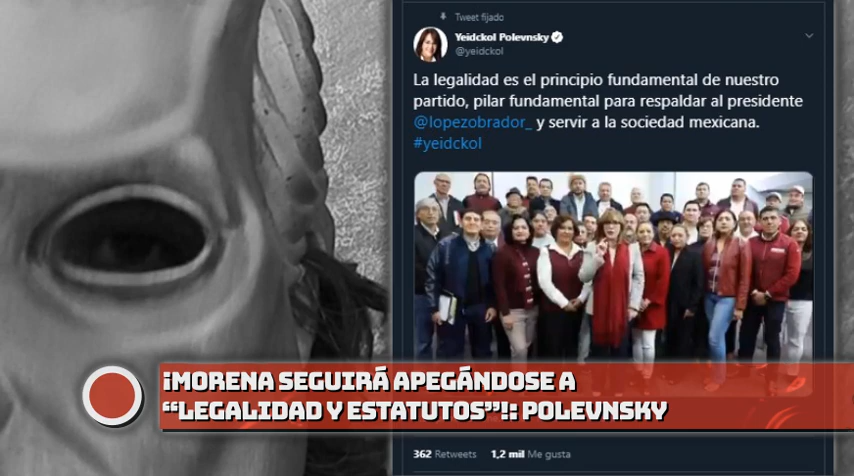 Tweet fijado
Yeidckol Polevnsky
@yeidckol
La legalidad es el principio fundamental de nuestro
partido, pilar fundamental para respaldar al presidente
@lopezobrador_ y servir a la sociedad mexicana.
#yeidckol
¡MORENA SEGUIRÁ APEGÁNDOSE A
“LEGALIDAD Y ESTATUTOS”!: POLEVNSKY
362 Retweets 1,2 mil Me gusta